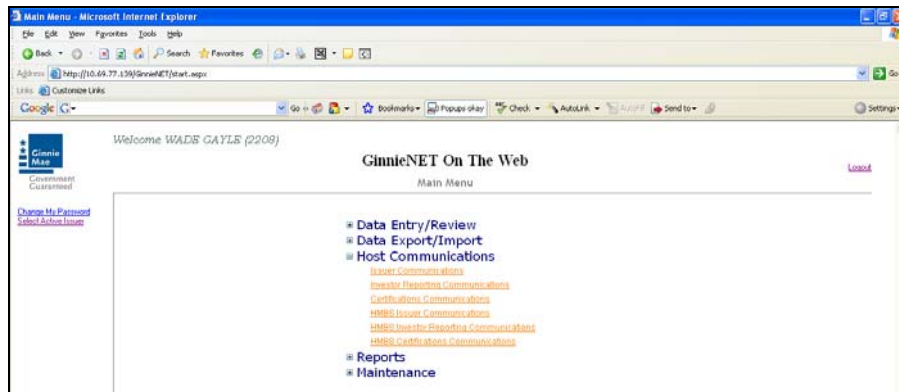 Main Menu - Microsoft Internet Explorer
File Edit View Favorites Tools Help
Back Search Favorites
Address http://10.69.77.139/GinnieNET/start.aspx Go
Links Customize Links
Google G Go Bookmarks Popups okay Check AutoLink AutoFill Send to Settings
Welcome WADE GAYLE (2208)
Ginnie Mae
Government Guaranteed
GinnieNET On The Web
Logout
Main Menu
Change My Password
Select Active Issuer
Data Entry/Review
Data Export/Import
Host Communications
Issuer Communications
Investor Reporting Communications
Certifications Communications
HMBS Issuer Communications
HMBS Investor Reporting Communications
HMBS Certifications Communications
Reports
Maintenance